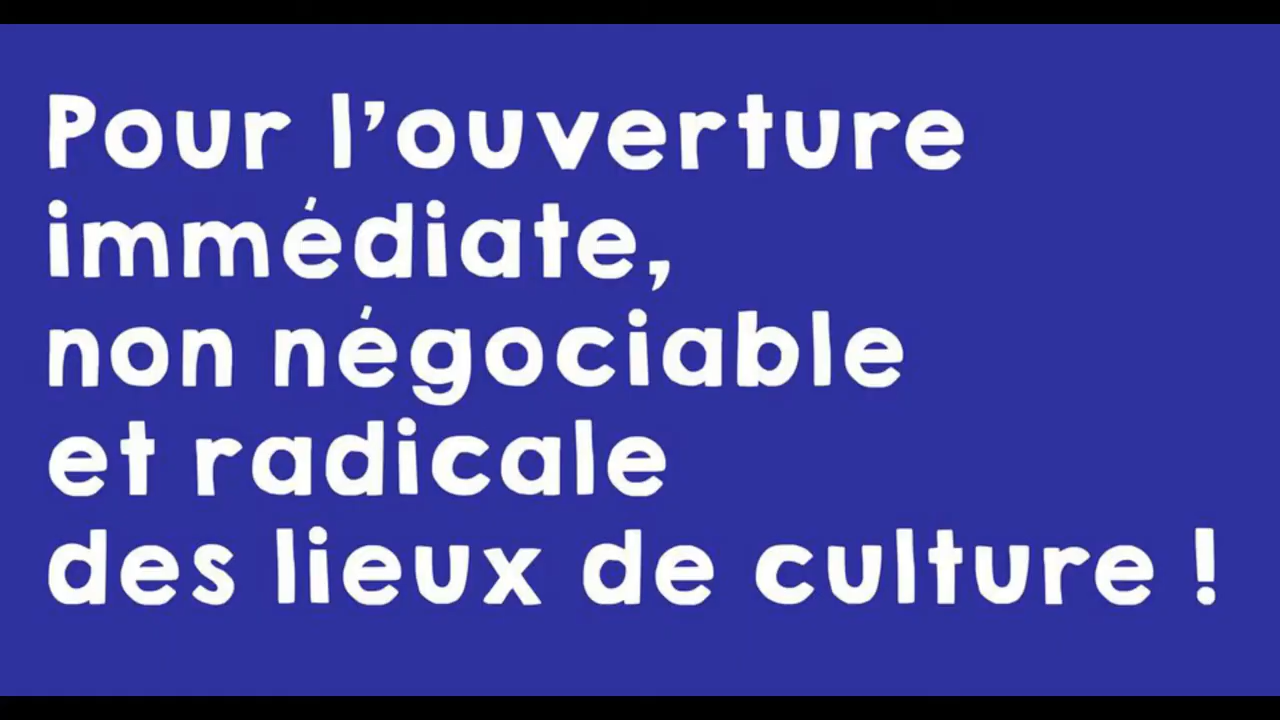 Pour l’ouverture
immédiate,
non négociable
et radicale
des lieux de culture !